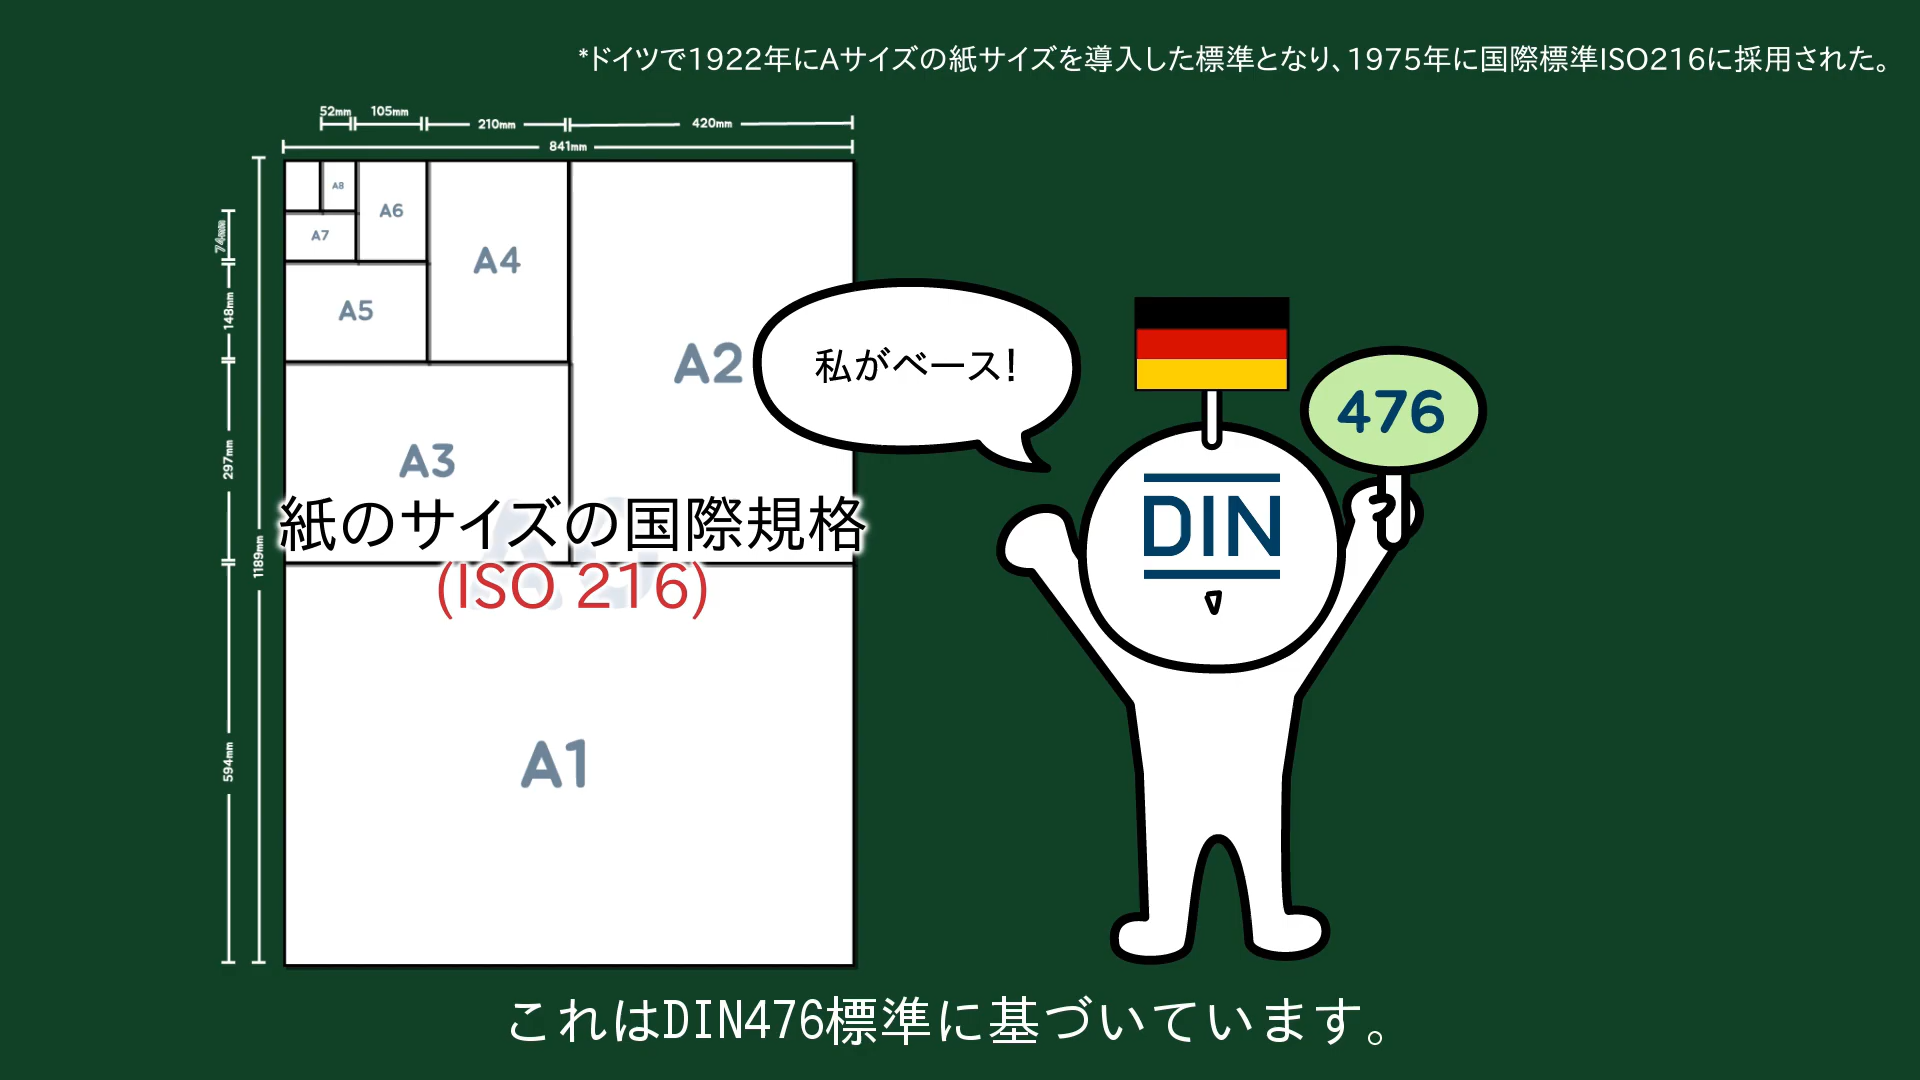 *ドイツで1922年にAサイズの紙サイズを導入した標準となり、1975年に国際標準ISO216に採用された。
52mm
105mm
210mm
420mm
841mm
A8
A6
A7
A4
A5
A2
A3
A1
74mm
148mm
297mm
1189mm
594mm
紙のサイズの国際規格
(ISO 216)
私がベース!
476
DIN
これはDIN476標準に基づいています。